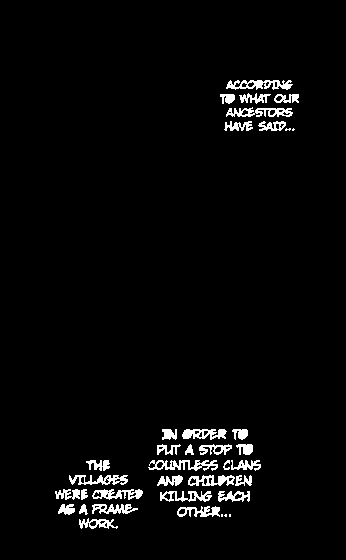 ACCORDING
TO WHAT OUR
ANCESTORS
HAVE SAID...
IN ORDER TO
PUT A STOP TO
COUNTLESS CLANS
AND CHILDREN
KILLING EACH
OTHER...
THE
VILLAGES
WERE CREATED
AS A FRAME-
WORK.